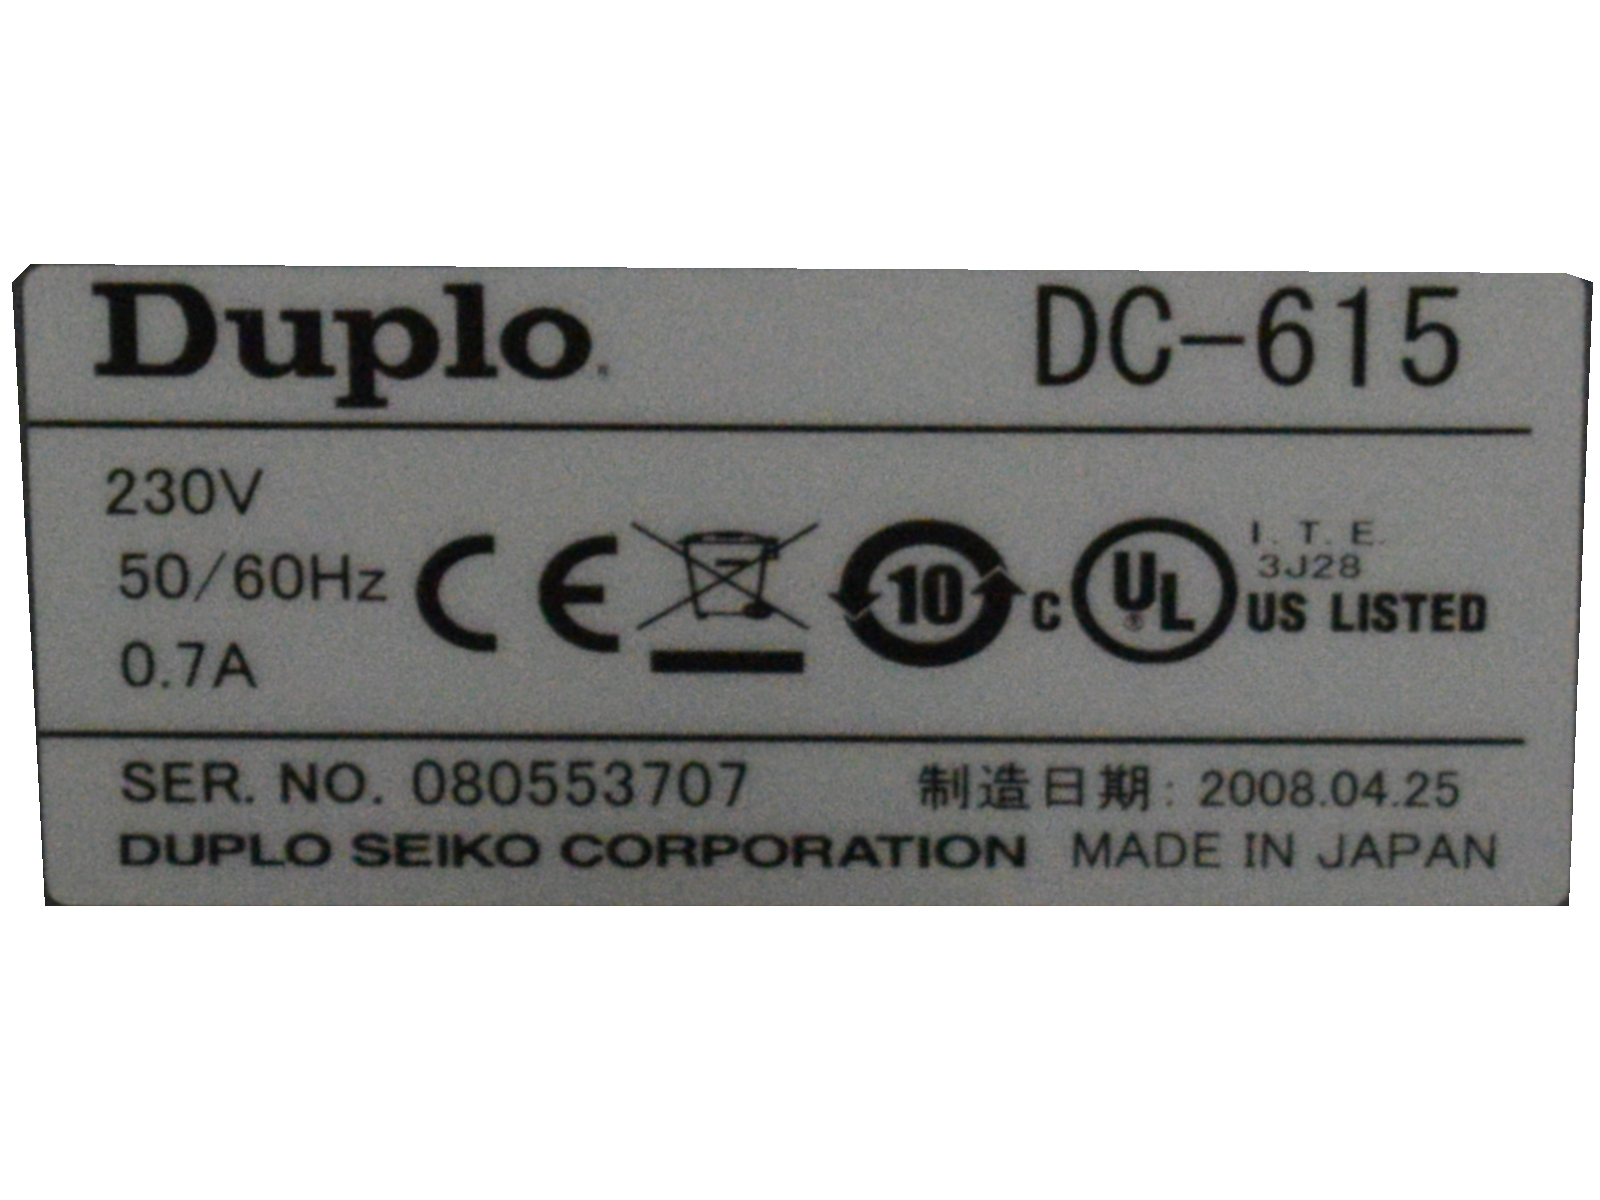 Duplo DC-615
230V
50/60Hz
0.7A
CE
10
c UL ® US LISTED
I. T. E.
3J28
SER. NO. 080553707 制造日期: 2008.04.25
DUPLO SEIKO CORPORATION MADE IN JAPAN